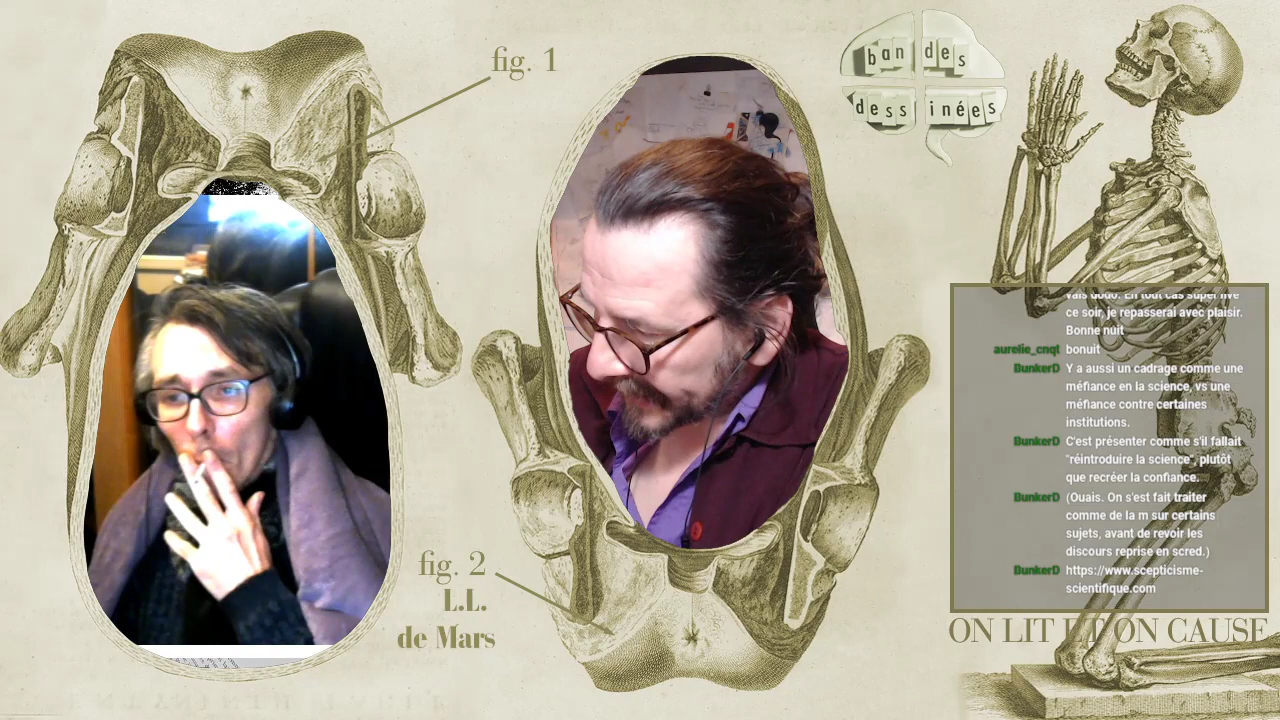 fig. 1
bandes
dessinées
fig. 2
L.L.
de Mars
vais dodo. En tout cas super live
ce soir, je repasserai avec plaisir.
Bonne nuit
aurelie_cnqt bonuit
BunkerD Y a aussi un cadrage comme une
méfiance en la science, vs une
méfiance contre certaines
institutions.
BunkerD C'est présenter comme s'il fallait
"réintroduire la science", plutôt
que recréer la confiance.
BunkerD (Ouais. On s'est fait traiter
comme de la m sur certains
sujets, avant de revoir les
discours reprise en scred.)
BunkerD https://www.scepticisme-
scientifique.com
ON LIT ET ON CAUSE